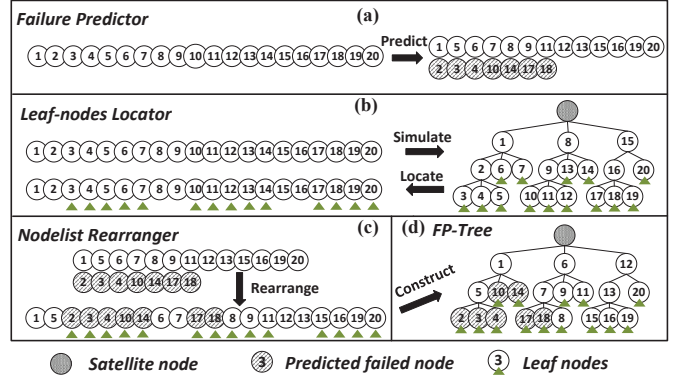 Failure Predictor (a)
1 2 3 4 5 6 7 8 9 10 11 12 13 14 15 16 17 18 19 20
Predict
1 5 6 7 8 9 11 12 13 15 16 19 20
2 3 4 10 14 17 18
Leaf-nodes Locator (b)
1 2 3 4 5 6 7 8 9 10 11 12 13 14 15 16 17 18 19 20
Simulate
1 2 3 4 5 6 7 8 9 10 11 12 13 14 15 16 17 18 19 20
Locate
1 8 15
2 6 7 9 13 14 16 20
3 4 5 10 11 12 17 18 19
Nodelist Rearranger (c)
1 5 6 7 8 9 11 12 13 15 16 19 20
2 3 4 10 14 17 18
Rearrange
1 5 2 3 4 10 14 6 7 17 18 8 9 11 12 13 15 16 19 20
(d) FP-Tree
Construct
1 6 12
5 10 14 7 9 11 13 20
2 3 4 17 18 8 15 16 19
Satellite node
3 Predicted failed node
3 Leaf nodes